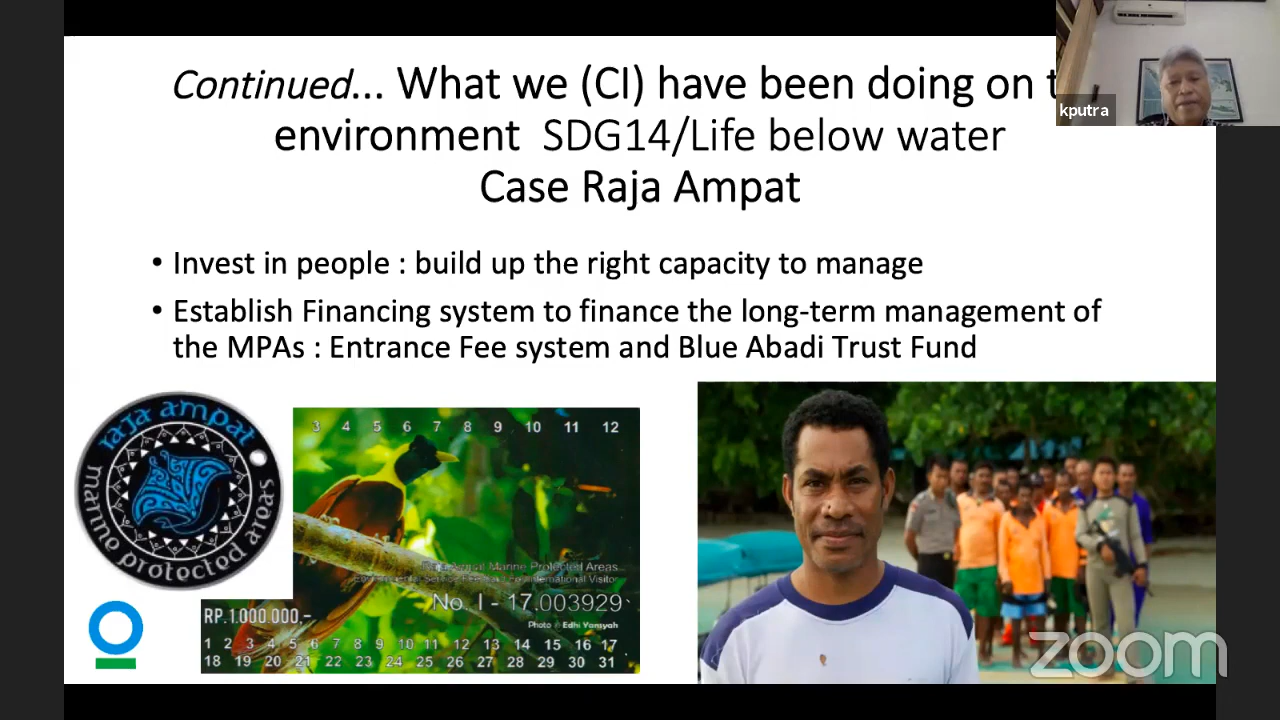 Continued... What we (CI) have been doing on t
kputra
environment SDG14/Life below water
Case Raja Ampat
• Invest in people : build up the right capacity to manage
• Establish Financing system to finance the long-term management of
the MPAs : Entrance Fee system and Blue Abadi Trust Fund
raja ampat
marine protected areas
3 4 5 6 7 8 9 10 11 12
Marine Protected Areas
International Visitor
No. I - 17.003929
Photo © Edhi Yansyah
RP.1.000.000,-
1 2 3 4 5 6 7 8 9 10 11 12 13 14 15 16 17
18 19 20 21 22 23 24 25 26 27 28 29 30 31
zoom